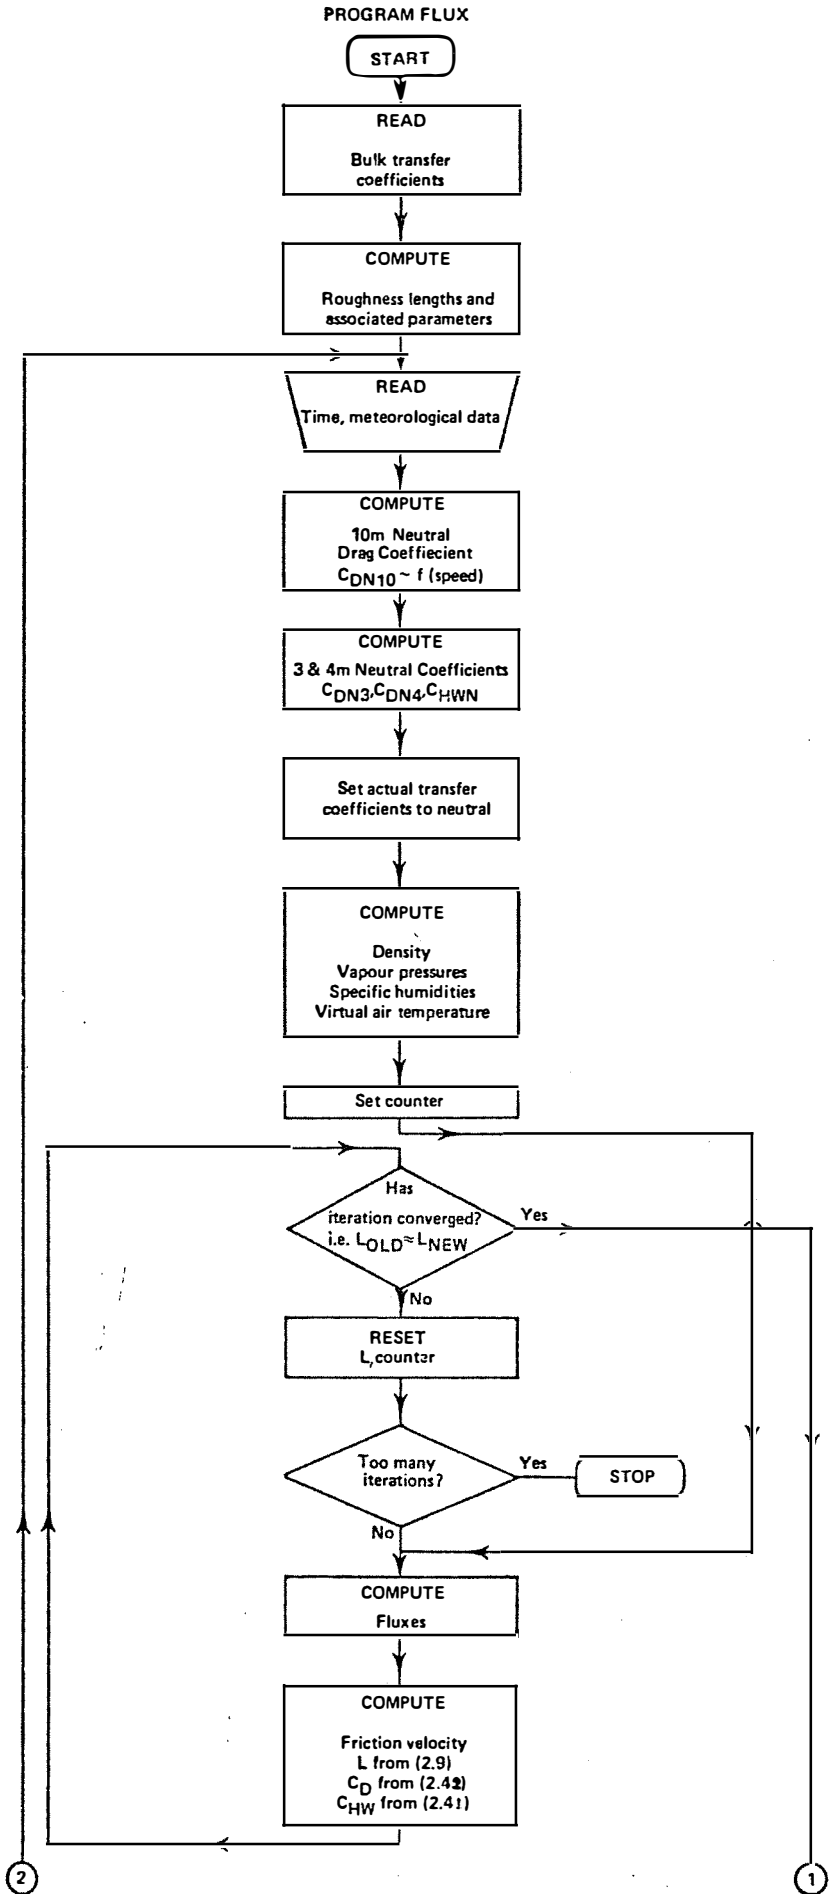 PROGRAM FLUX
START
READ
Bulk transfer
coefficients
COMPUTE
Roughness lengths and
associated parameters
READ
Time, meteorological data
COMPUTE
10m Neutral
Drag Coeffiecient
CDN10 ~ f (speed)
COMPUTE
3 & 4m Neutral Coefficients
CDN3,CDN4,CHWN
Set actual transfer
coefficients to neutral
COMPUTE
Density
Vapour pressures
Specific humidities
Virtual air temperature
Set counter
Has
iteration converged?
i.e. LOLD≈LNEW
Yes
No
RESET
L,counter
Too many
iterations?
Yes
STOP
No
COMPUTE
Fluxes
COMPUTE
Friction velocity
L from (2.9)
CD from (2.42)
CHW from (2.41)
2
1